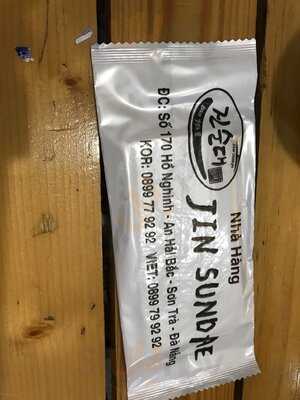 진순대
Nhà Hàng
JIN SUNDAE
ĐC: Số 170 Hồ Nghinh - An Hải Bắc - Sơn Trà - Đà Nẵng
KOR: 0899 77 92 92 VIET: 0899 79 92 92